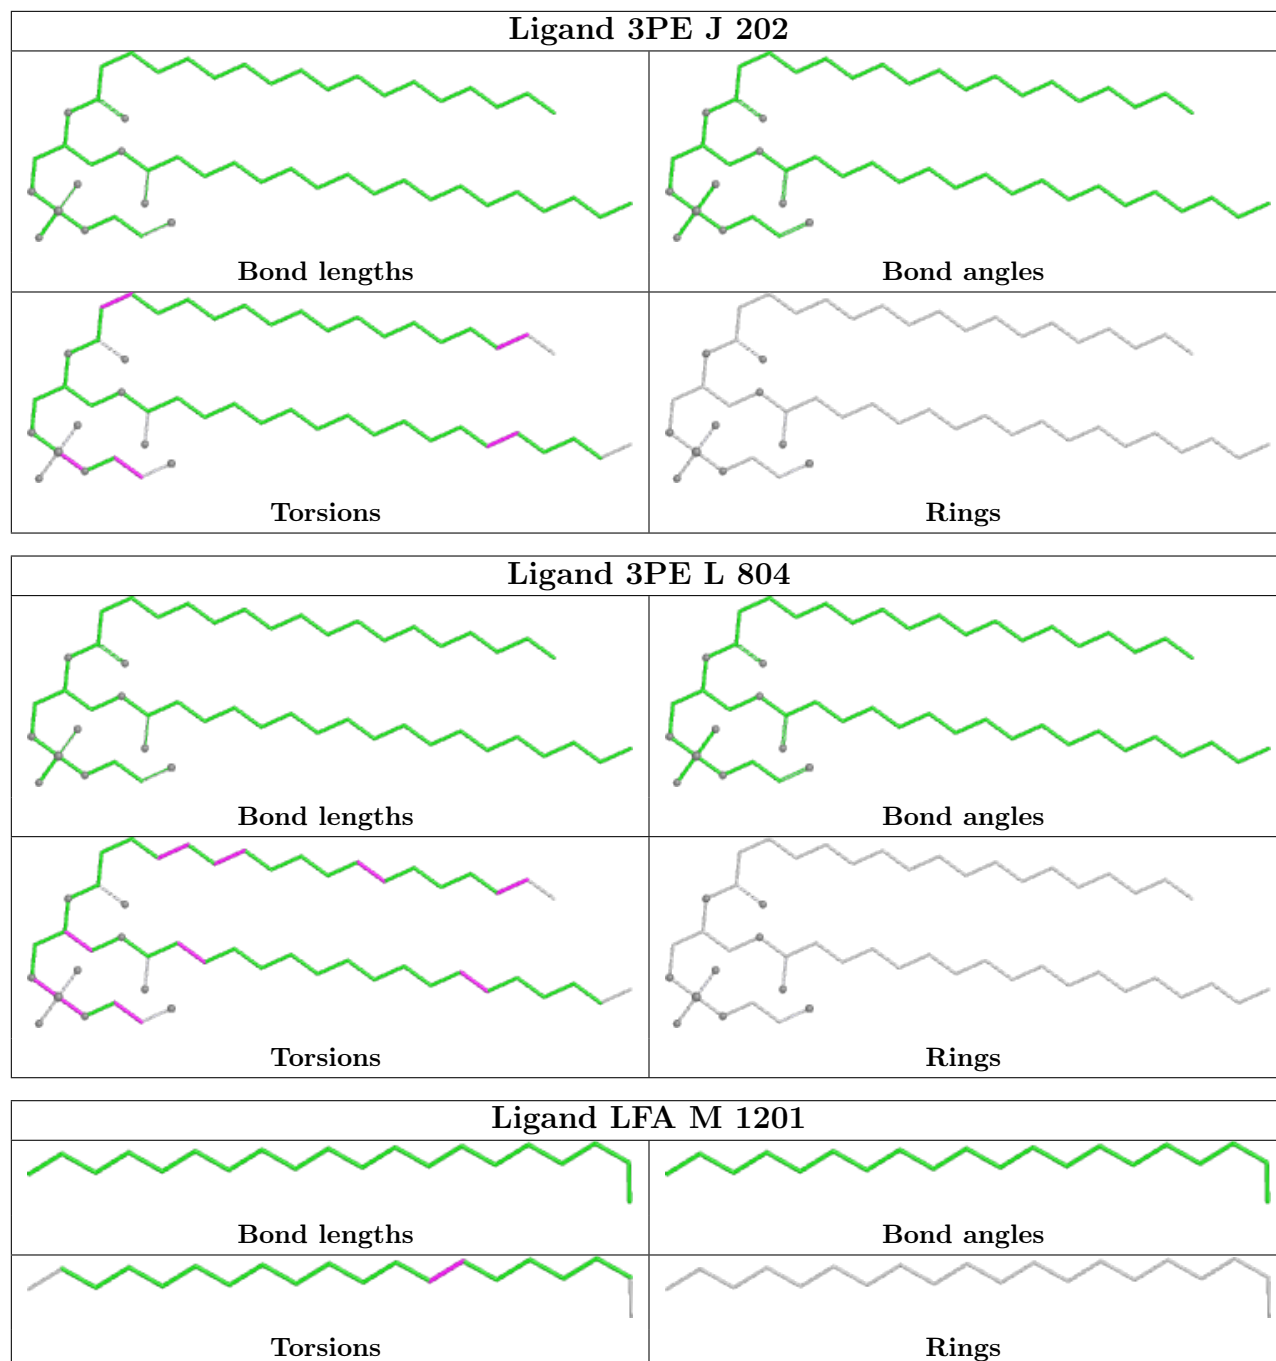 Ligand 3PE J 202
Bond lengths
Bond angles
Torsions
Rings
Ligand 3PE L 804
Bond lengths
Bond angles
Torsions
Rings
Ligand LFA M 1201
Bond lengths
Bond angles
Torsions
Rings